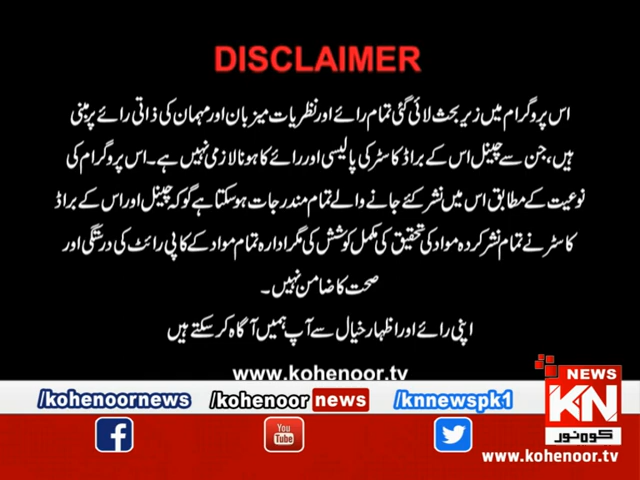 DISCLAIMER
اس پروگرام میں زیر بحث لائی گئی تمام رائے اور نظریات میزبان اور مہمان کی ذاتی رائے پر مبنی
ہیں، جن سے چینل اس کے براڈ کاسٹر کی پالیسی اور رائے کا ہونا لازمی نہیں ہے۔ اس پروگرام کی
نوعیت کے مطابق اس میں نشر کئے جانے والے تمام مندرجات ہو سکتا ہے گو کہ چینل اور اس کے براڈ
کاسٹر نے تمام نشر کردہ مواد کی تحقیق کی مکمل کوشش کی مگر ادارہ تمام مواد کے کاپی رائٹ کی درستگی اور
صحت کا ضامن نہیں۔
اپنی رائے اور اظہار خیال سے آپ ہمیں آگاہ کر سکتے ہیں
www.kohenoor.tv
/kohenoornews /kohenoor news /knnewspk1
You Tube
NEWS
KN
کوہ نور
www.kohenoor.tv